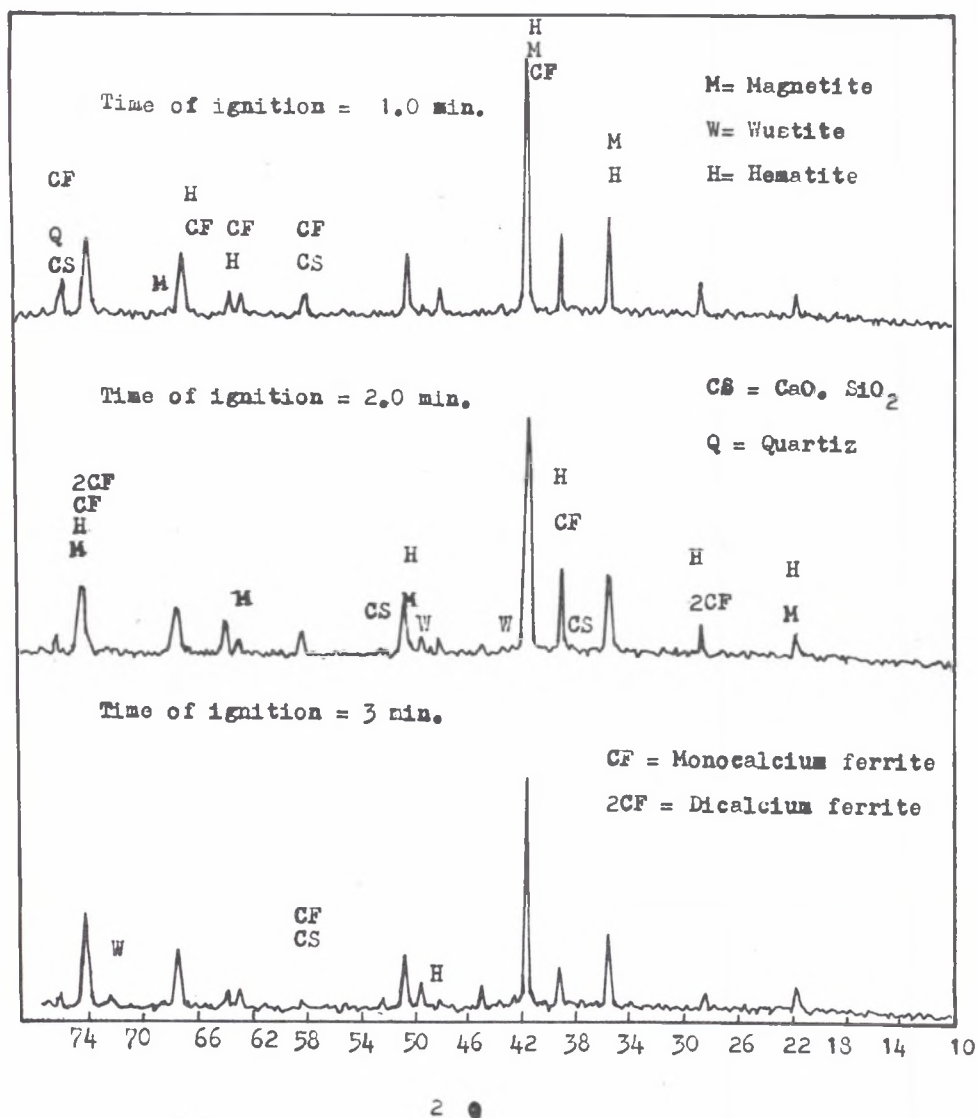 H
M
CF
M= Magnetite
Time of ignition = 1.0 min.
W= Wustite
M
CF
H
H= Hematite
H
CF
CF
CF
Q
H
CS
CS
M
CS = CaO. SiO2
Time of ignition = 2.0 min.
Q = Quartiz
2CF
CF
H
M
H
CF
H
M
H
2CF
H
M
M
CS
W
W
CS
Time of ignition = 3 min.
CF = Monocalcium ferrite
2CF = Dicalcium ferrite
CF
CS
W
H
74 70 66 62 58 54 50 46 42 38 34 30 26 22 18 14 10
2